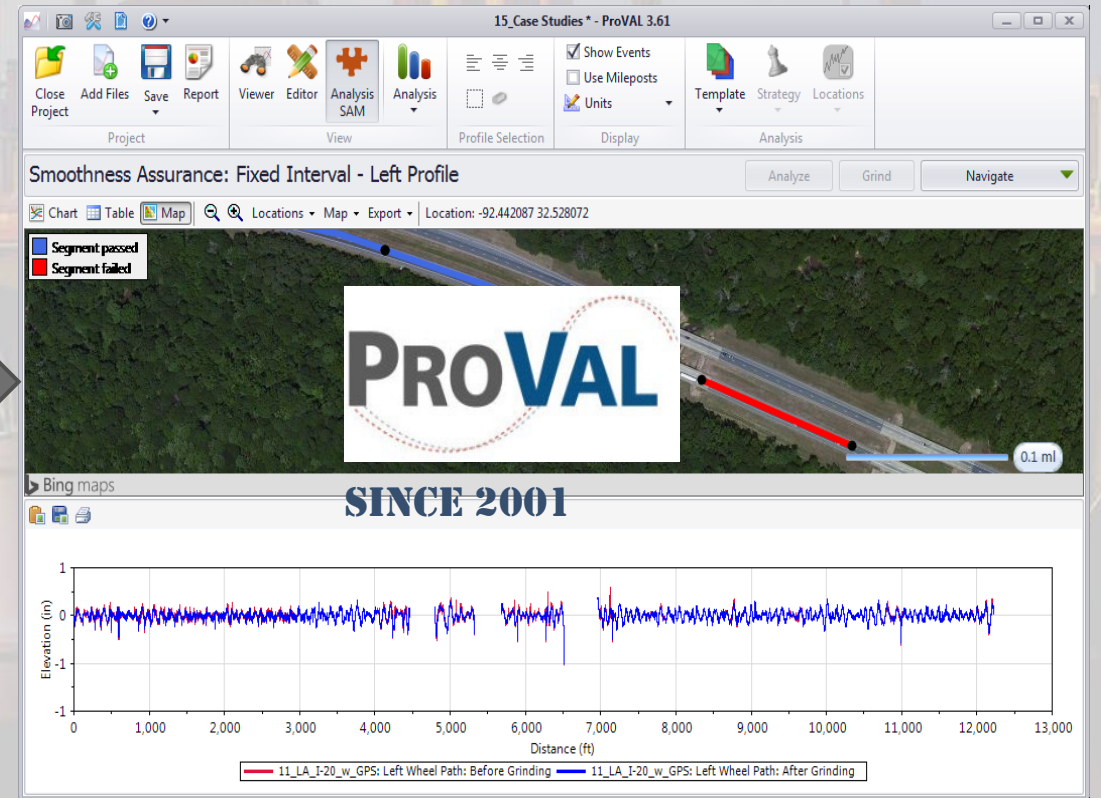 15_Case Studies * - ProVAL 3.61
Close Project
Add Files
Save
Report
Viewer
Editor
Analysis SAM
Analysis
Show Events
Use Mileposts
Units
Template
Strategy
Locations
Project
View
Profile Selection
Display
Analysis
Smoothness Assurance: Fixed Interval - Left Profile
Analyze
Grind
Navigate
Chart Table Map Locations Map Export Location: -92.442087 32.528072
Segment passed
Segment failed
PROVAL
0.1 mI
Bing maps
SINCE 2001
1
0
-1
-1
Elevation (in)
0 1,000 2,000 3,000 4,000 5,000 6,000 7,000 8,000 9,000 10,000 11,000 12,000 13,000
Distance (ft)
11_LA_I-20_w_GPS: Left Wheel Path: Before Grinding 11_LA_I-20_w_GPS: Left Wheel Path: After Grinding